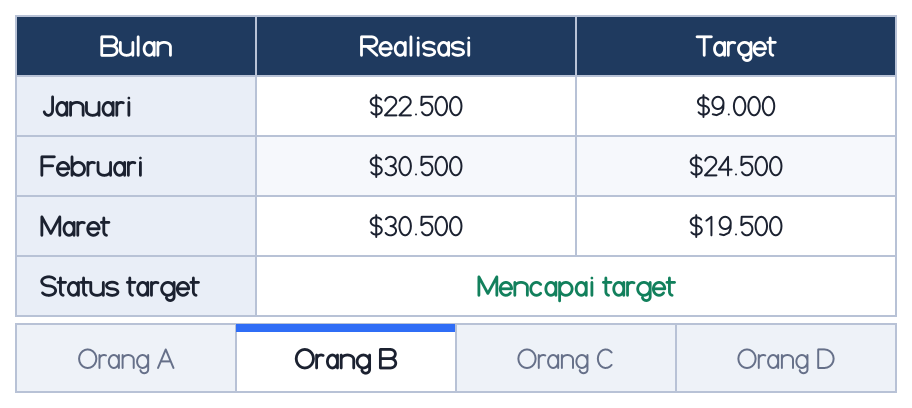 Bulan Realisasi Target
Januari $22.500 $9.000
Februari $30.500 $24.500
Maret $30.500 $19.500
Status target Mencapai target
Orang A Orang B Orang C Orang D